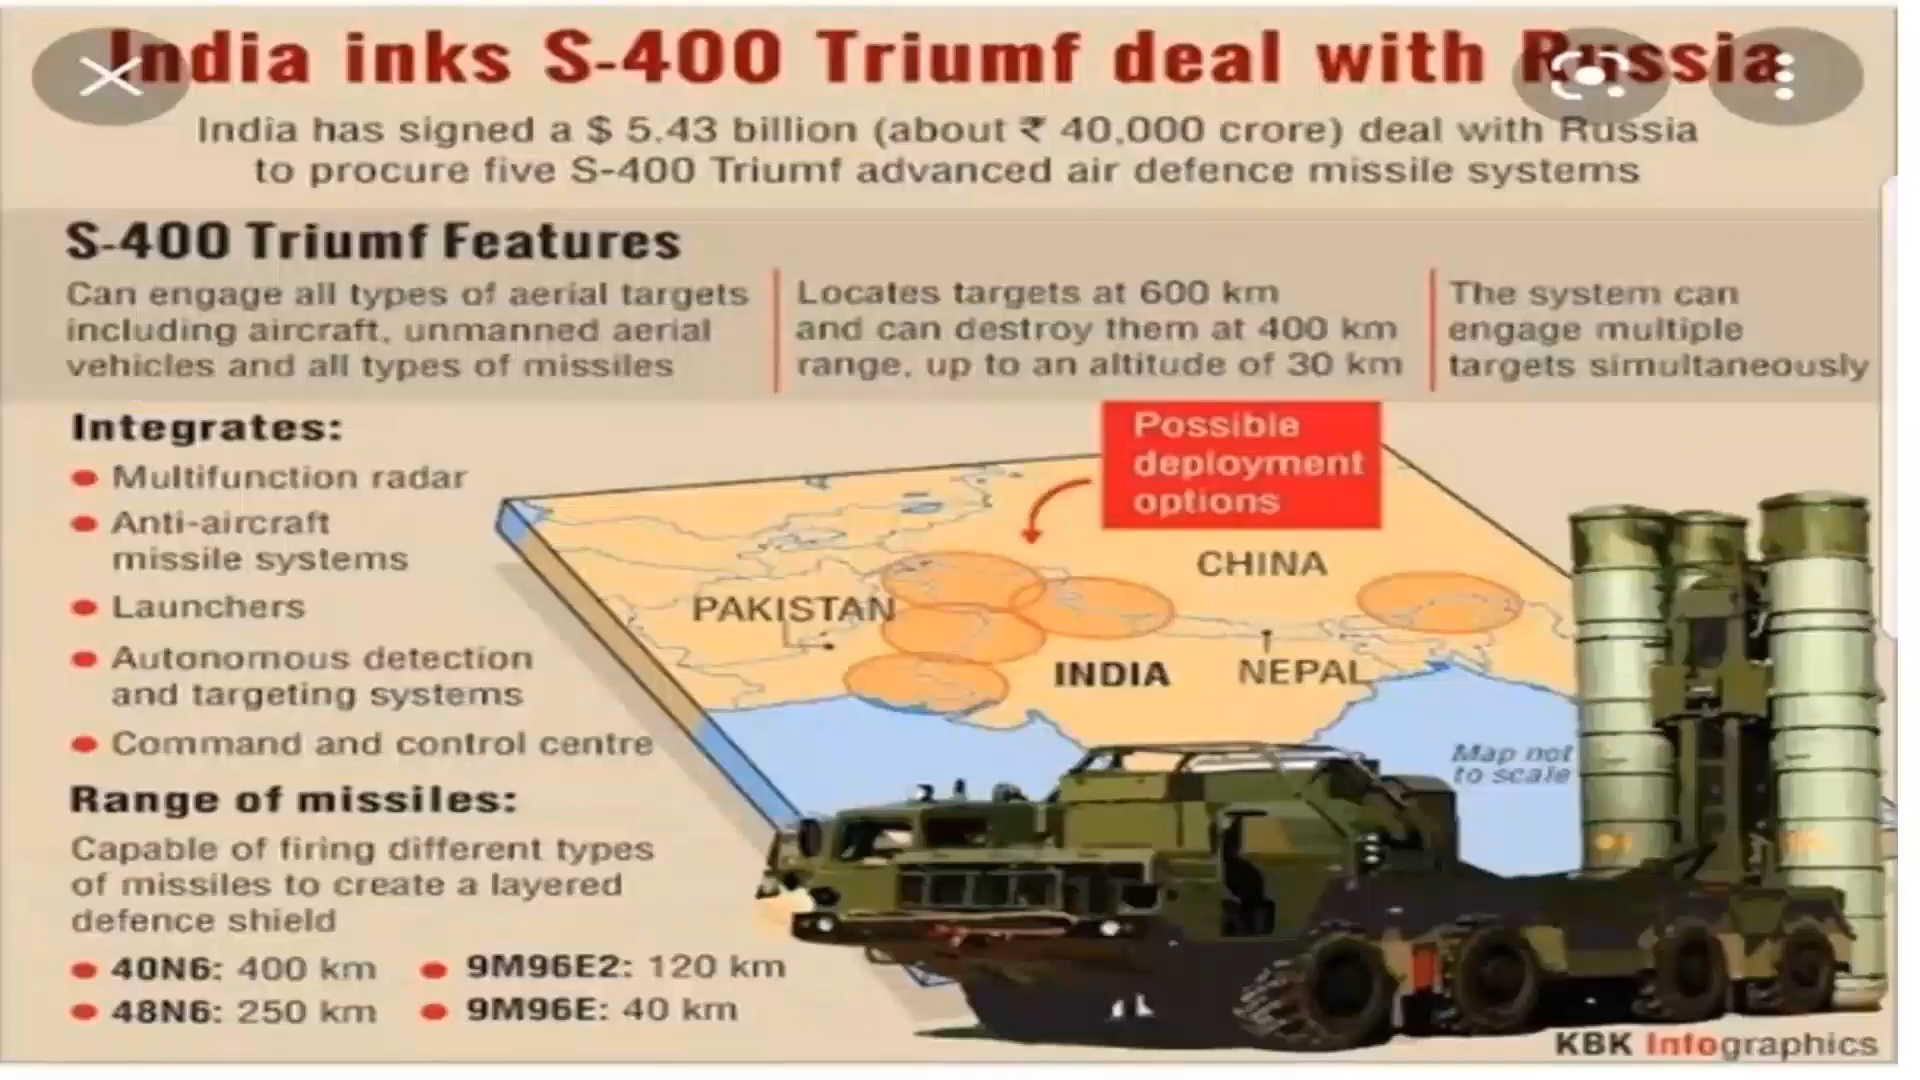 India inks S-400 Triumf deal with Russia
India has signed a $ 5.43 billion (about ₹ 40,000 crore) deal with Russia
to procure five S-400 Triumf advanced air defence missile systems
S-400 Triumf Features
Can engage all types of aerial targets
including aircraft, unmanned aerial
vehicles and all types of missiles
Locates targets at 600 km
and can destroy them at 400 km
range, up to an altitude of 30 km
The system can
engage multiple
targets simultaneously
Integrates:
Multifunction radar
Anti-aircraft
missile systems
Launchers
Autonomous detection
and targeting systems
Command and control centre
Range of missiles:
Capable of firing different types
of missiles to create a layered
defence shield
40N6: 400 km
9M96E2: 120 km
48N6: 250 km
9M96E: 40 km
Possible
deployment
options
CHINA
PAKISTAN
INDIA
NEPAL
Map not
to scale
KBK Infographics